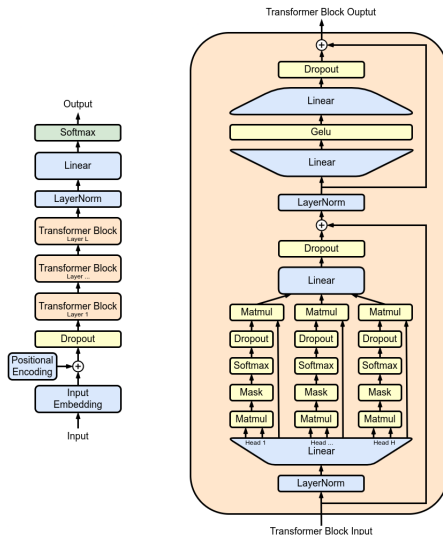 Output
Softmax
Linear
LayerNorm
Transformer Block
Layer L
Transformer Block
Layer ...
Transformer Block
Layer 1
Dropout
Positional
Encoding
+
Input
Embedding
Input
Transformer Block Ouptut
+
Dropout
Linear
Gelu
Linear
LayerNorm
+
Dropout
Linear
Matmul Matmul Matmul
Dropout Dropout Dropout
Softmax Softmax Softmax
Mask Mask Mask
Matmul Matmul Matmul
Head 1 Head ... Head H
Linear
LayerNorm
Transformer Block Input